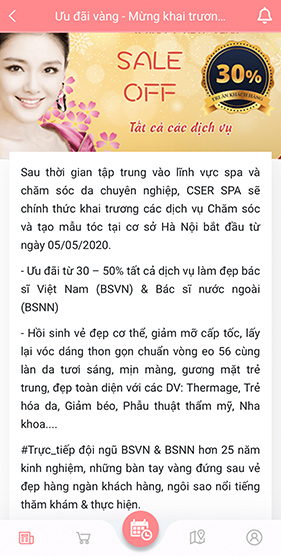 Ưu đãi vàng - Mừng khai trươn...
SALE
OFF
30%
TRI ÂN KHÁCH HÀNG
Tất cả các dịch vụ
Sau thời gian tập trung vào lĩnh vực spa và
chăm sóc da chuyên nghiệp, CSER SPA sẽ
chính thức khai trương các dịch vụ Chăm sóc
và tạo mẫu tóc tại cơ sở Hà Nội bắt đầu từ
ngày 05/05/2020.
- Ưu đãi từ 30 – 50% tất cả dịch vụ làm đẹp bác
sĩ Việt Nam (BSVN) & Bác sĩ nước ngoài
(BSNN)
- Hồi sinh vẻ đẹp cơ thể, giảm mỡ cấp tốc, lấy
lại vóc dáng thon gọn chuẩn vòng eo 56 cùng
làn da tươi sáng, mịn màng, gương mặt trẻ
trung, đẹp toàn diện với các DV: Thermage, Trẻ
hóa da, Giảm béo, Phẫu thuật thẩm mỹ, Nha
khoa....
#Trực_tiếp đội ngũ BSVN & BSNN hơn 25 năm
kinh nghiệm, những bàn tay vàng đứng sau vẻ
đẹp hàng ngàn khách hàng, ngôi sao nổi tiếng
thăm khám & thực hiện.